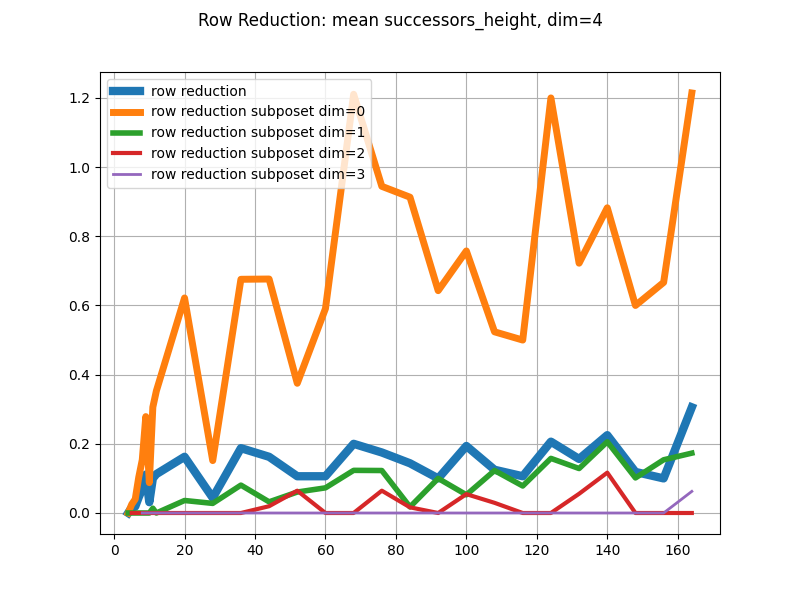 Row Reduction: mean successors_height, dim=4
row reduction
row reduction subposet dim=0
row reduction subposet dim=1
row reduction subposet dim=2
row reduction subposet dim=3
1.2
1.0
0.8
0.6
0.4
0.2
0.0
0 20 40 60 80 100 120 140 160